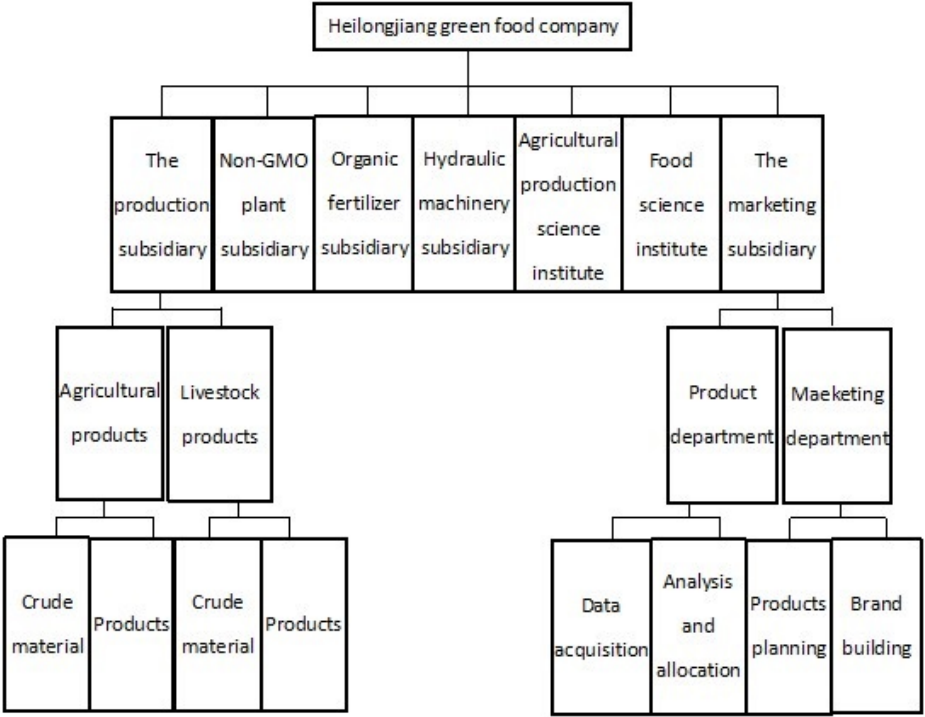 Heilongjiang green food company
The
production
subsidiary
Non-GMO
plant
subsidiary
Organic
fertilizer
subsidiary
Hydraulic
machinery
subsidiary
Agricultural
production
science
institute
Food
science
institute
The
marketing
subsidiary
Agricultural
products
Livestock
products
Product
department
Maeketing
department
Crude
material
Products
Crude
material
Products
Data
acquisition
Analysis
and
allocation
Products
planning
Brand
building